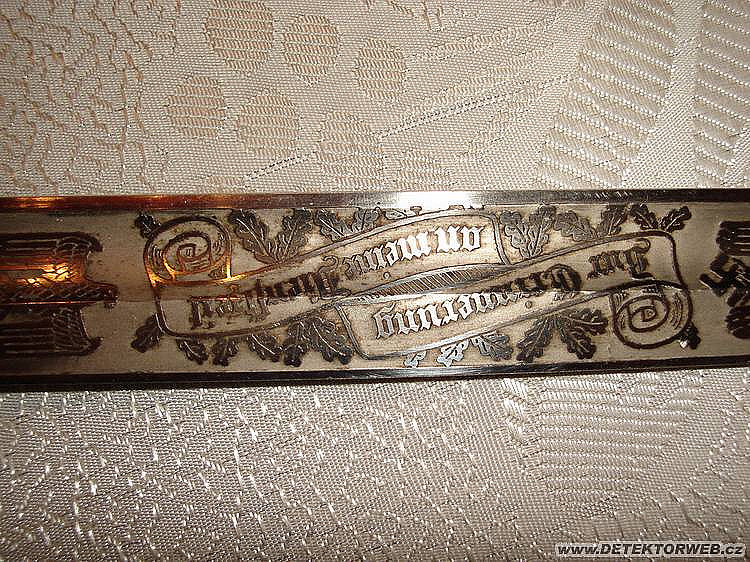 Zur Erinnerung
an meine Dienstzeit
www.DETEKTORWEB.cz